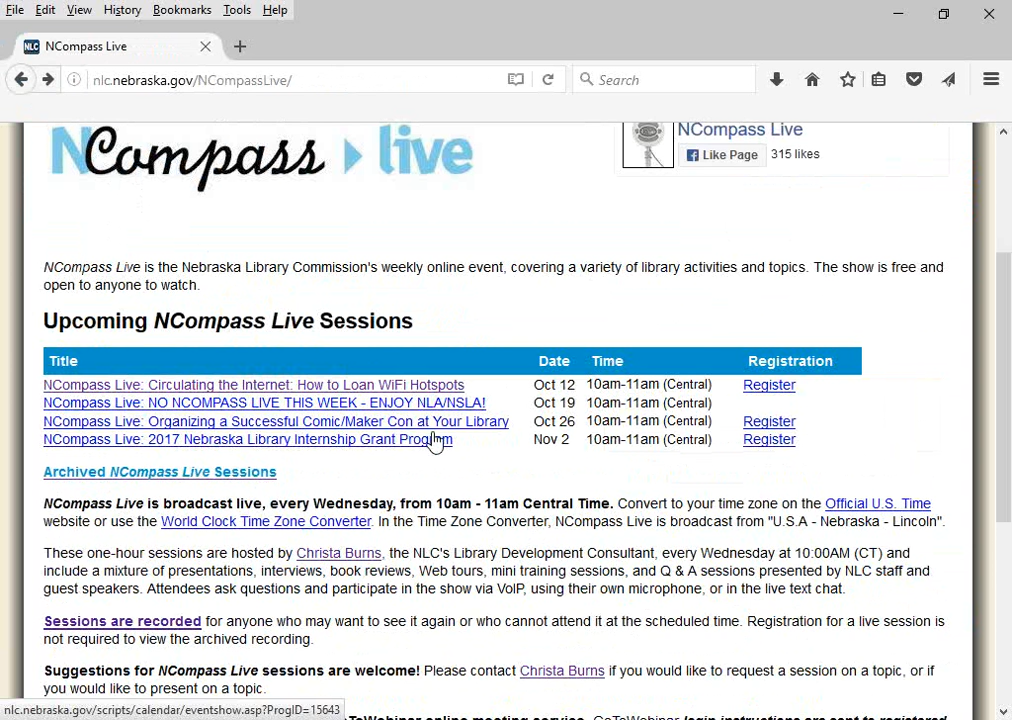 File Edit View History Bookmarks Tools Help
NLC NCompass Live
nlc.nebraska.gov/NCompassLive/ Search
NCompass live
NCompass Live
Like Page 315 likes
NCompass Live is the Nebraska Library Commission's weekly online event, covering a variety of library activities and topics. The show is free and
open to anyone to watch.
Upcoming NCompass Live Sessions
Title Date Time Registration
NCompass Live: Circulating the Internet: How to Loan WiFi Hotspots Oct 12 10am-11am (Central) Register
NCompass Live: NO NCOMPASS LIVE THIS WEEK - ENJOY NLA/NSLA! Oct 19 10am-11am (Central)
NCompass Live: Organizing a Successful Comic/Maker Con at Your Library Oct 26 10am-11am (Central) Register
NCompass Live: 2017 Nebraska Library Internship Grant Program Nov 2 10am-11am (Central) Register
Archived NCompass Live Sessions
NCompass Live is broadcast live, every Wednesday, from 10am - 11am Central Time. Convert to your time zone on the Official U.S. Time
website or use the World Clock Time Zone Converter. In the Time Zone Converter, NCompass Live is broadcast from "U.S.A - Nebraska - Lincoln".
These one-hour sessions are hosted by Christa Burns, the NLC's Library Development Consultant, every Wednesday at 10:00AM (CT) and
include a mixture of presentations, interviews, book reviews, Web tours, mini training sessions, and Q & A sessions presented by NLC staff and
guest speakers. Attendees ask questions and participate in the show via VoIP, using their own microphone, or in the live text chat.
Sessions are recorded for anyone who may want to see it again or who cannot attend it at the scheduled time. Registration for a live session is
not required to view the archived recording.
Suggestions for NCompass Live sessions are welcome! Please contact Christa Burns if you would like to request a session on a topic, or if
you would like to present on a topic.
nlc.nebraska.gov/scripts/calendar/eventshow.asp?ProgID=15643